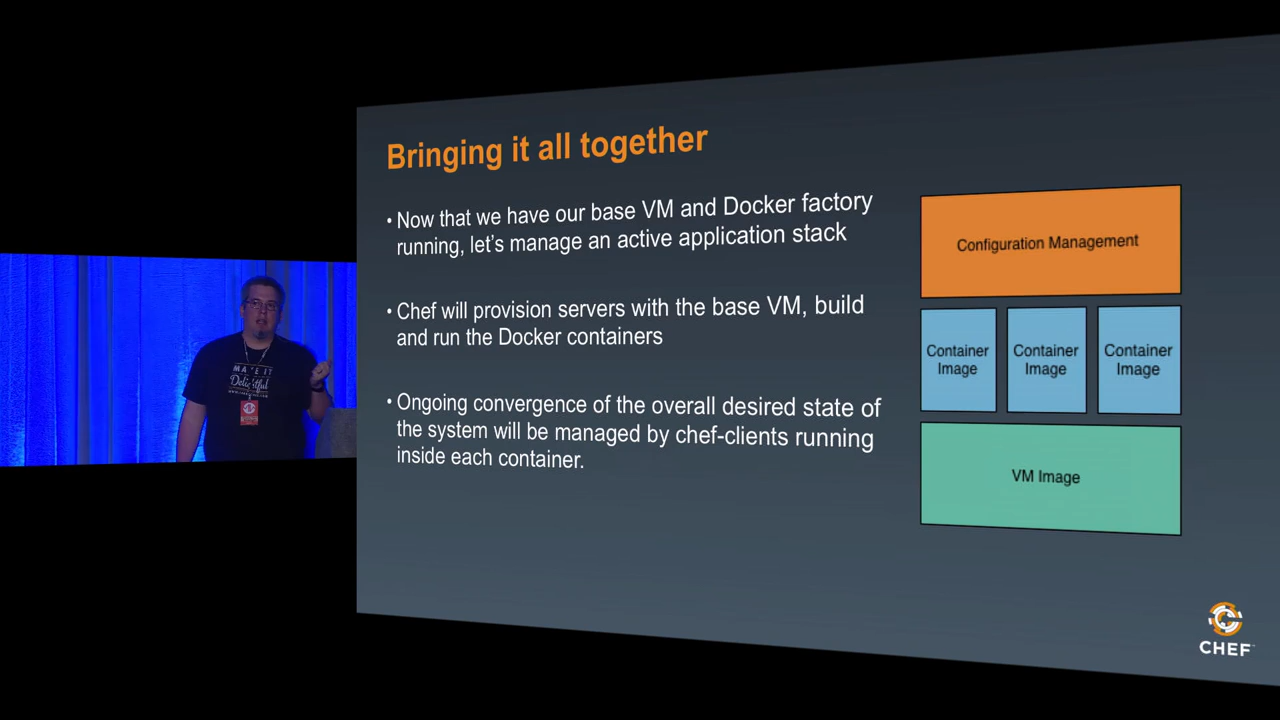 Bringing it all together
• Now that we have our base VM and Docker factory
running, let's manage an active application stack
• Chef will provision servers with the base VM, build
and run the Docker containers
• Ongoing convergence of the overall desired state of
the system will be managed by chef-clients running
inside each container.
Configuration Management
Container
Image
Container
Image
Container
Image
VM Image
CHEF
MAKE IT
Delightful